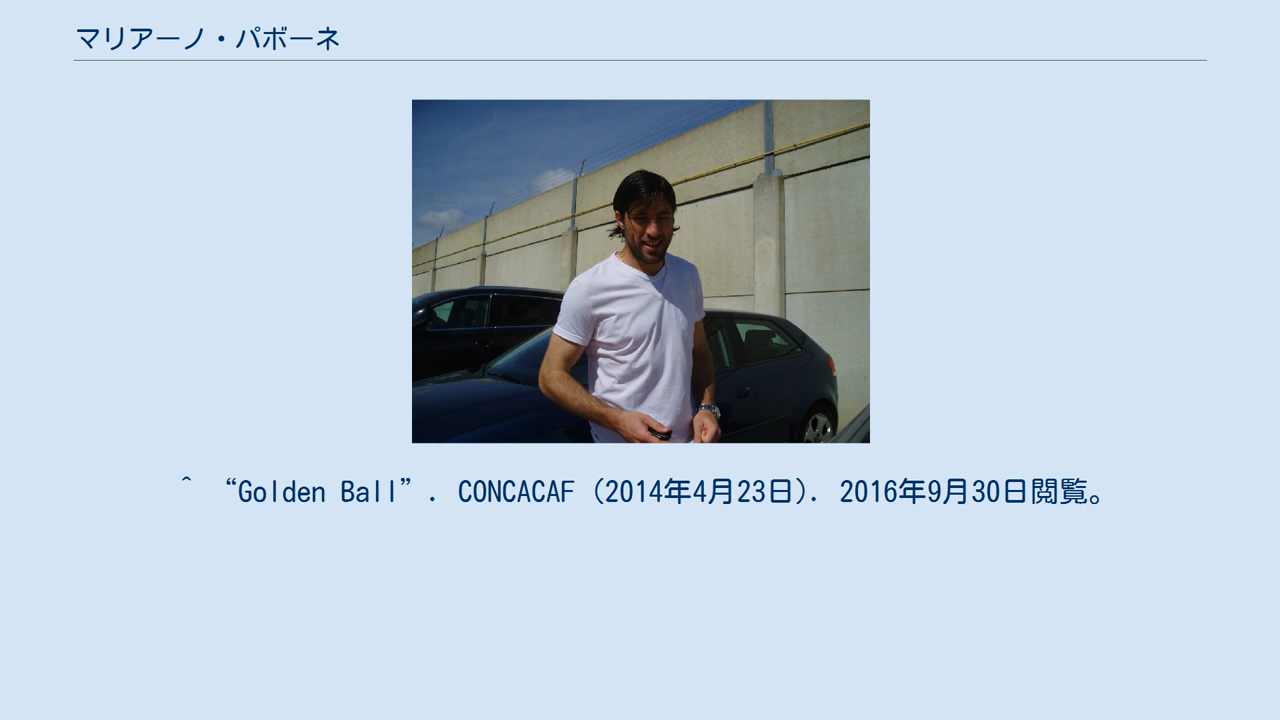 マリアーノ・パボーネ
^ “Golden Ball”. CONCACAF (2014年4月23日). 2016年9月30日閲覧。